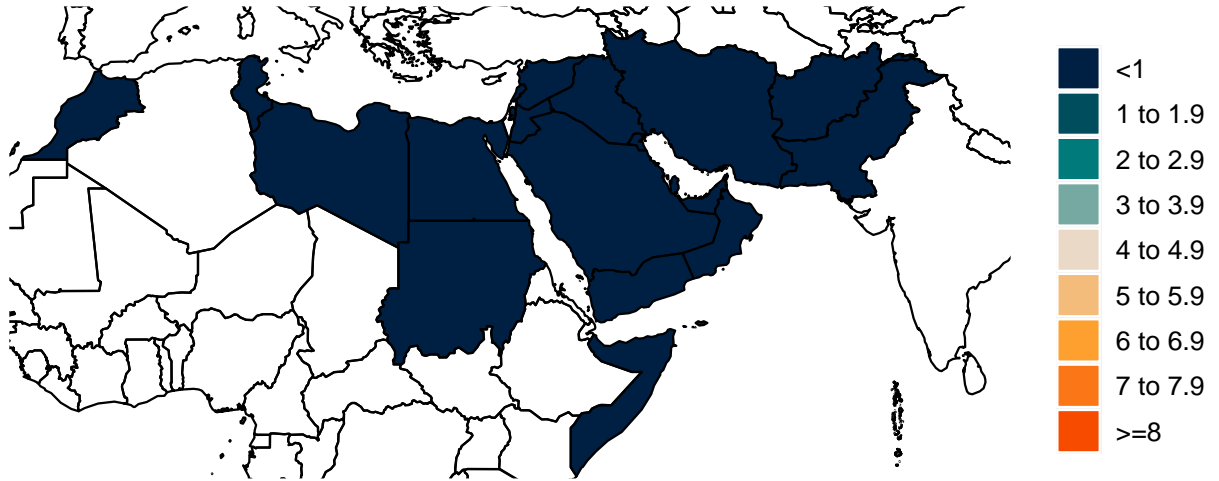 <1
1 to 1.9
2 to 2.9
3 to 3.9
4 to 4.9
5 to 5.9
6 to 6.9
7 to 7.9
>=8